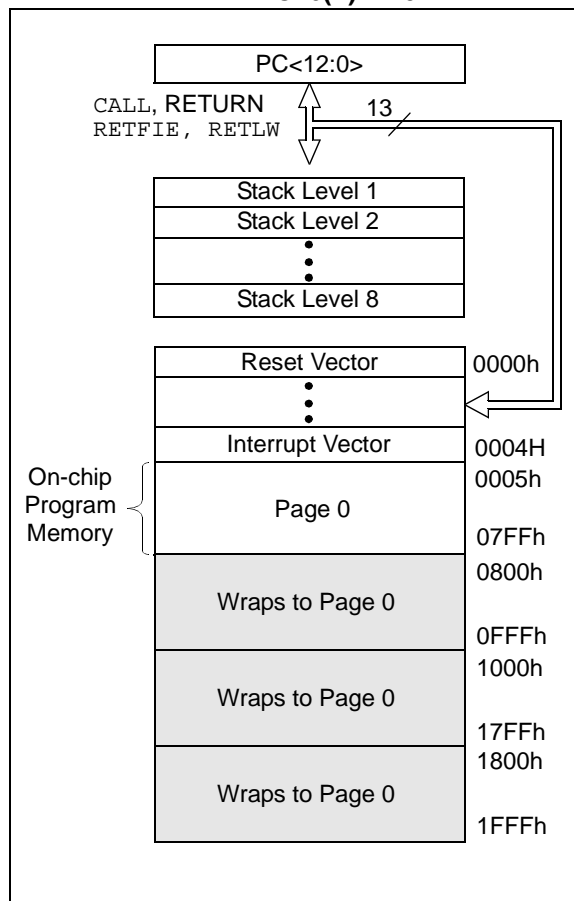 PC<12:0>
CALL, RETURN
RETFIE, RETLW
13
Stack Level 1
Stack Level 2
Stack Level 8
Reset Vector
0000h
Interrupt Vector
0004H
On-chip
Program
Memory
Page 0
0005h
07FFh
Wraps to Page 0
0800h
0FFFh
Wraps to Page 0
1000h
17FFh
Wraps to Page 0
1800h
1FFFh